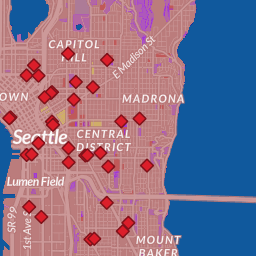 CAPITOL
HILL
E Madison St
OWN
MADRONA
Seattle
CENTRAL
DISTRICT
Lumen Field
SR 99
1st Ave S
MOUNT
BAKER